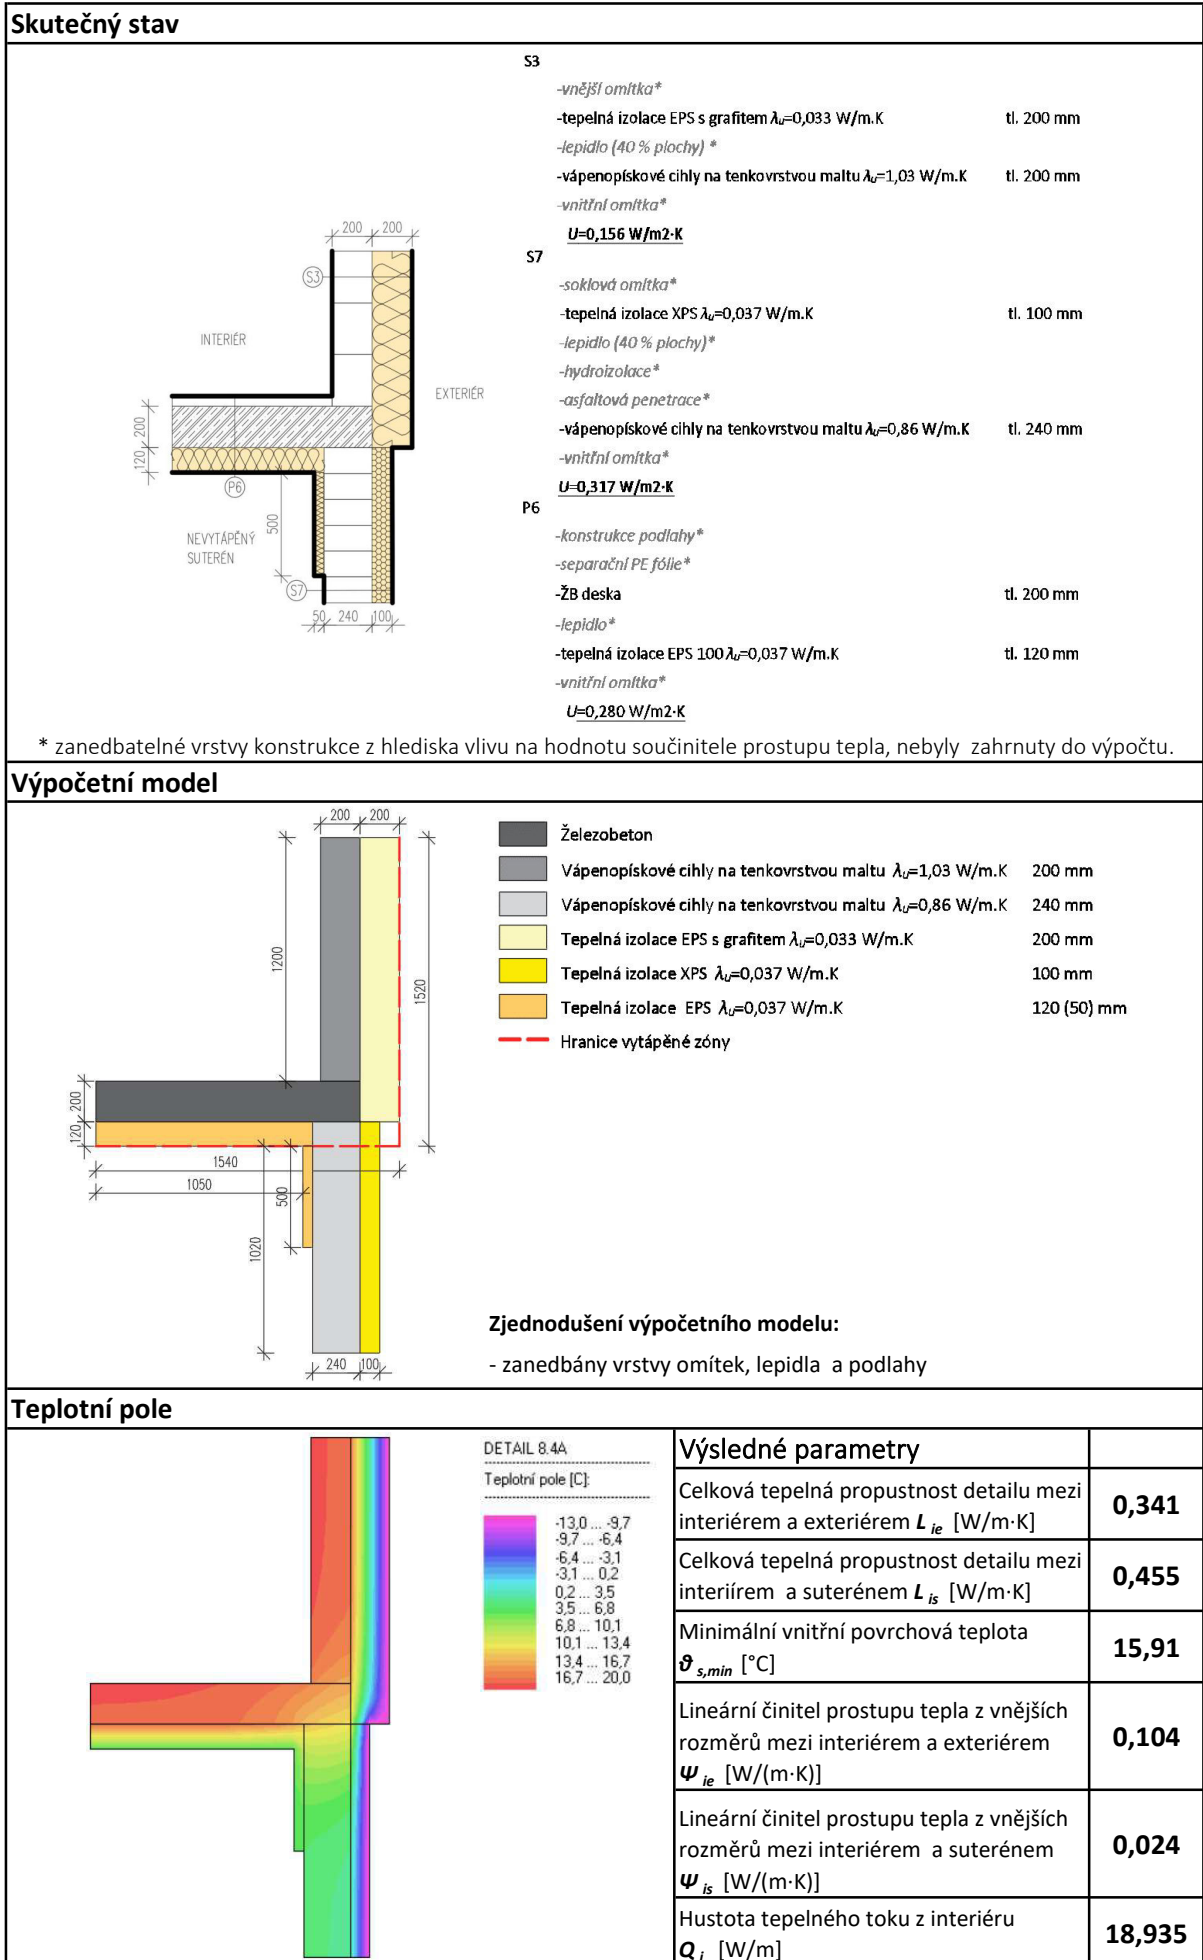 Skutečný stav
S3
-vnější omítka*
-tepelná izolace EPS s grafitem λu=0,033 W/m.K tl. 200 mm
-lepidlo (40 % plochy) *
-vápenopískové cihly na tenkovrstvou maltu λu=1,03 W/m.K tl. 200 mm
-vnitřní omítka*
U=0,156 W/m2·K
S7
-soklová omítka*
-tepelná izolace XPS λu=0,037 W/m.K tl. 100 mm
-lepidlo (40 % plochy)*
-hydroizolace*
-asfaltová penetrace*
-vápenopískové cihly na tenkovrstvou maltu λu=0,86 W/m.K tl. 240 mm
-vnitřní omítka*
U=0,317 W/m2·K
P6
-konstrukce podlahy*
-separační PE fólie*
-ŽB deska tl. 200 mm
-lepidlo*
-tepelná izolace EPS 100 λu=0,037 W/m.K tl. 120 mm
-vnitřní omítka*
U=0,280 W/m2·K
200 200
S3
INTERIÉR
EXTERIÉR
200
120
P6
500
NEVYTÁPĚNÝ
SUTERÉN
S7
50 240 100
* zanedbatelné vrstvy konstrukce z hlediska vlivu na hodnotu součinitele prostupu tepla, nebyly zahrnuty do výpočtu.
Výpočetní model
200 200
1200
1520
200
120
1540
1050
500
1020
240 100
Železobeton
Vápenopískové cihly na tenkovrstvou maltu λu=1,03 W/m.K 200 mm
Vápenopískové cihly na tenkovrstvou maltu λu=0,86 W/m.K 240 mm
Tepelná izolace EPS s grafitem λu=0,033 W/m.K 200 mm
Tepelná izolace XPS λu=0,037 W/m.K 100 mm
Tepelná izolace EPS λu=0,037 W/m.K 120 (50) mm
Hranice vytápěné zóny
Zjednodušení výpočetního modelu:
- zanedbány vrstvy omítek, lepidla a podlahy
Teplotní pole
DETAIL 8.4A
Teplotní pole [C]:
-13,0 ... -9,7
-9,7 ... -6,4
-6,4 ... -3,1
-3,1 ... 0,2
0,2 ... 3,5
3,5 ... 6,8
6,8 ... 10,1
10,1 ... 13,4
13,4 ... 16,7
16,7 ... 20,0
Výsledné parametry
Celková tepelná propustnost detailu mezi
interiérem a exteriérem L ie [W/m·K] 0,341
Celková tepelná propustnost detailu mezi
interiírem a suterénem L is [W/m·K] 0,455
Minimální vnitřní povrchová teplota
ϑ s,min [°C] 15,91
Lineární činitel prostupu tepla z vnějších
rozměrů mezi interiérem a exteriérem
Ψ ie [W/(m·K)] 0,104
Lineární činitel prostupu tepla z vnějších
rozměrů mezi interiérem a suterénem
Ψ is [W/(m·K)] 0,024
Hustota tepelného toku z interiéru
Q i [W/m] 18,935